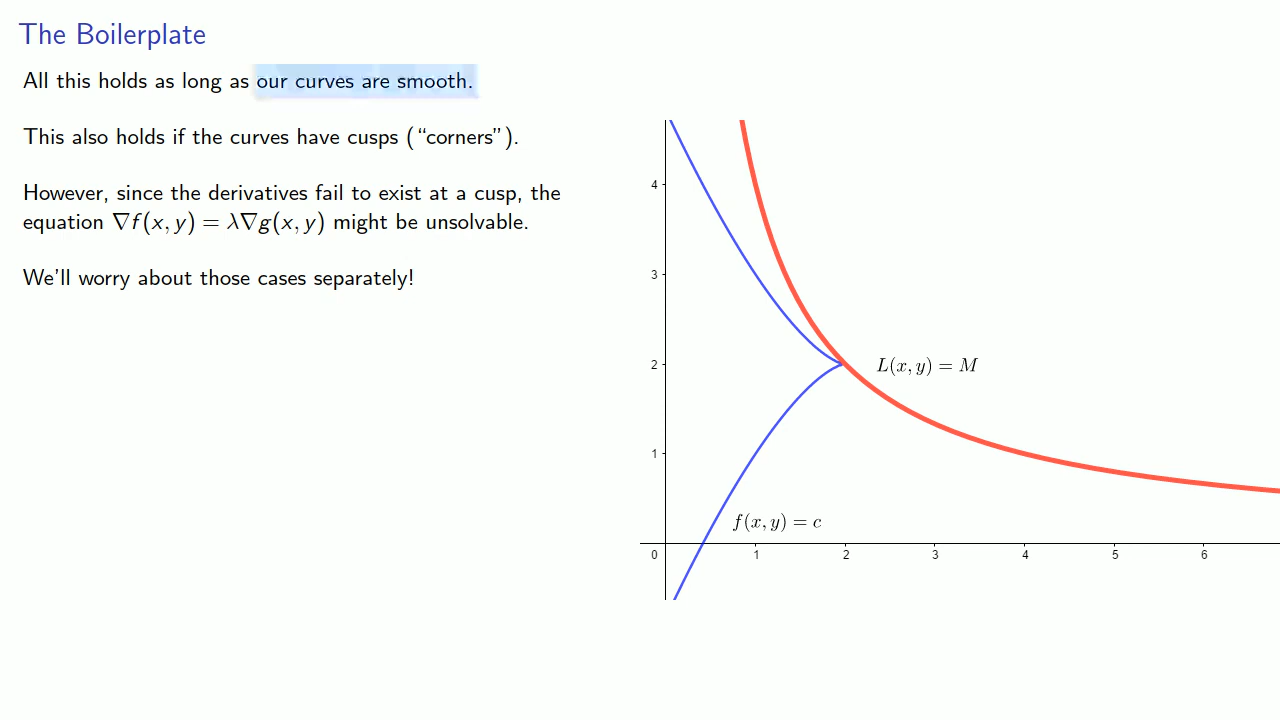 The Boilerplate
All this holds as long as our curves are smooth.
This also holds if the curves have cusps (“corners”).
However, since the derivatives fail to exist at a cusp, the
equation ∇f(x, y) = λ∇g(x, y) might be unsolvable.
We’ll worry about those cases separately!
4
3
2
L(x, y) = M
1
f(x, y) = c
0 1 2 3 4 5 6